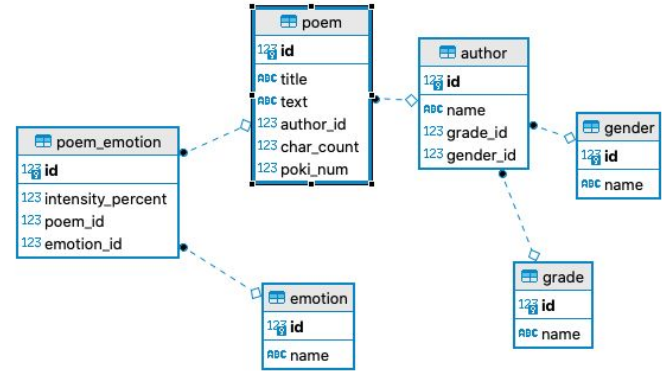 poem
123 id
ABC title
ABC text
123 author_id
123 char_count
123 poki_num
author
123 id
ABC name
123 grade_id
123 gender_id
gender
123 id
ABC name
poem_emotion
123 id
123 intensity_percent
123 poem_id
123 emotion_id
grade
123 id
ABC name
emotion
123 id
ABC name